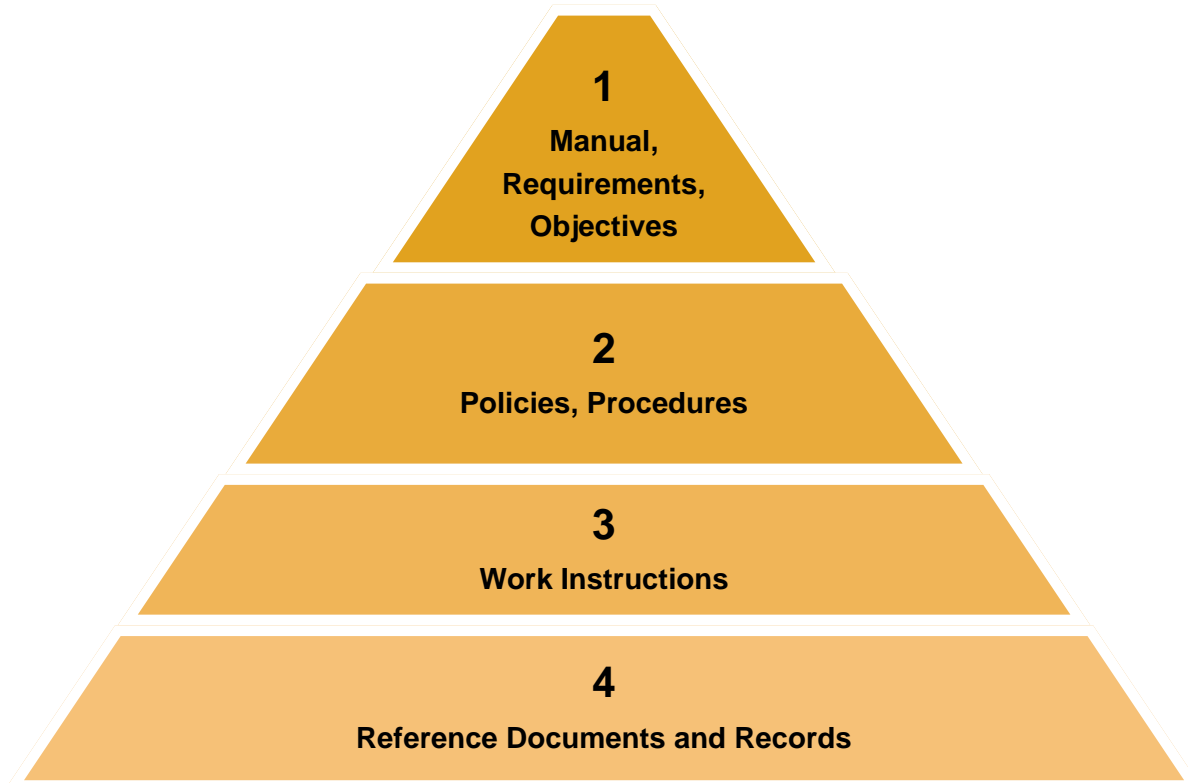 1
Manual,
Requirements,
Objectives
2
Policies, Procedures
3
Work Instructions
4
Reference Documents and Records